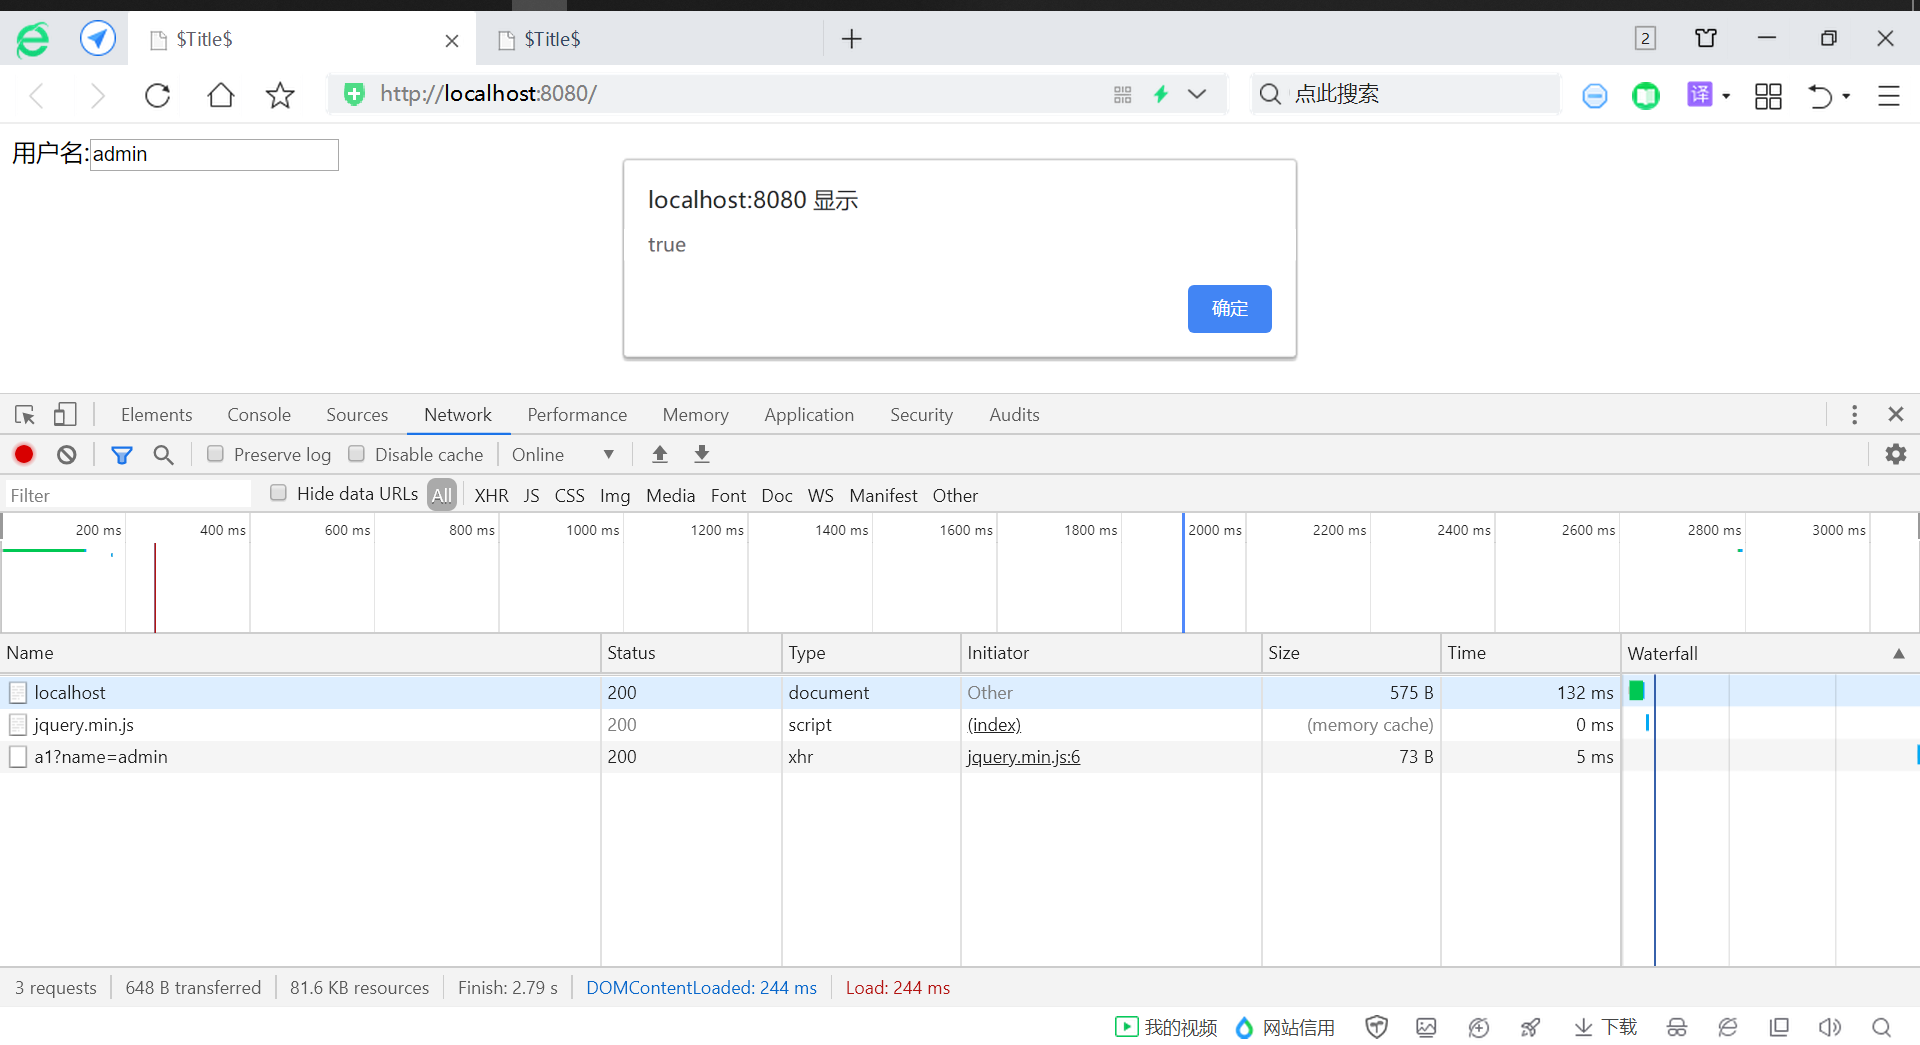 $Title$ $Title$ 2
http://localhost:8080/ 点此搜索 译
用户名:admin
localhost:8080 显示
true
确定
Elements Console Sources Network Performance Memory Application Security Audits
Preserve log Disable cache Online
Filter Hide data URLs All XHR JS CSS Img Media Font Doc WS Manifest Other
200 ms 400 ms 600 ms 800 ms 1000 ms 1200 ms 1400 ms 1600 ms 1800 ms 2000 ms 2200 ms 2400 ms 2600 ms 2800 ms 3000 ms
Name Status Type Initiator Size Time Waterfall
localhost 200 document Other 575 B 132 ms
jquery.min.js 200 script (index) (memory cache) 0 ms
a1?name=admin 200 xhr jquery.min.js:6 73 B 5 ms
3 requests 648 B transferred 81.6 KB resources Finish: 2.79 s DOMContentLoaded: 244 ms Load: 244 ms
我的视频 网站信用 下载